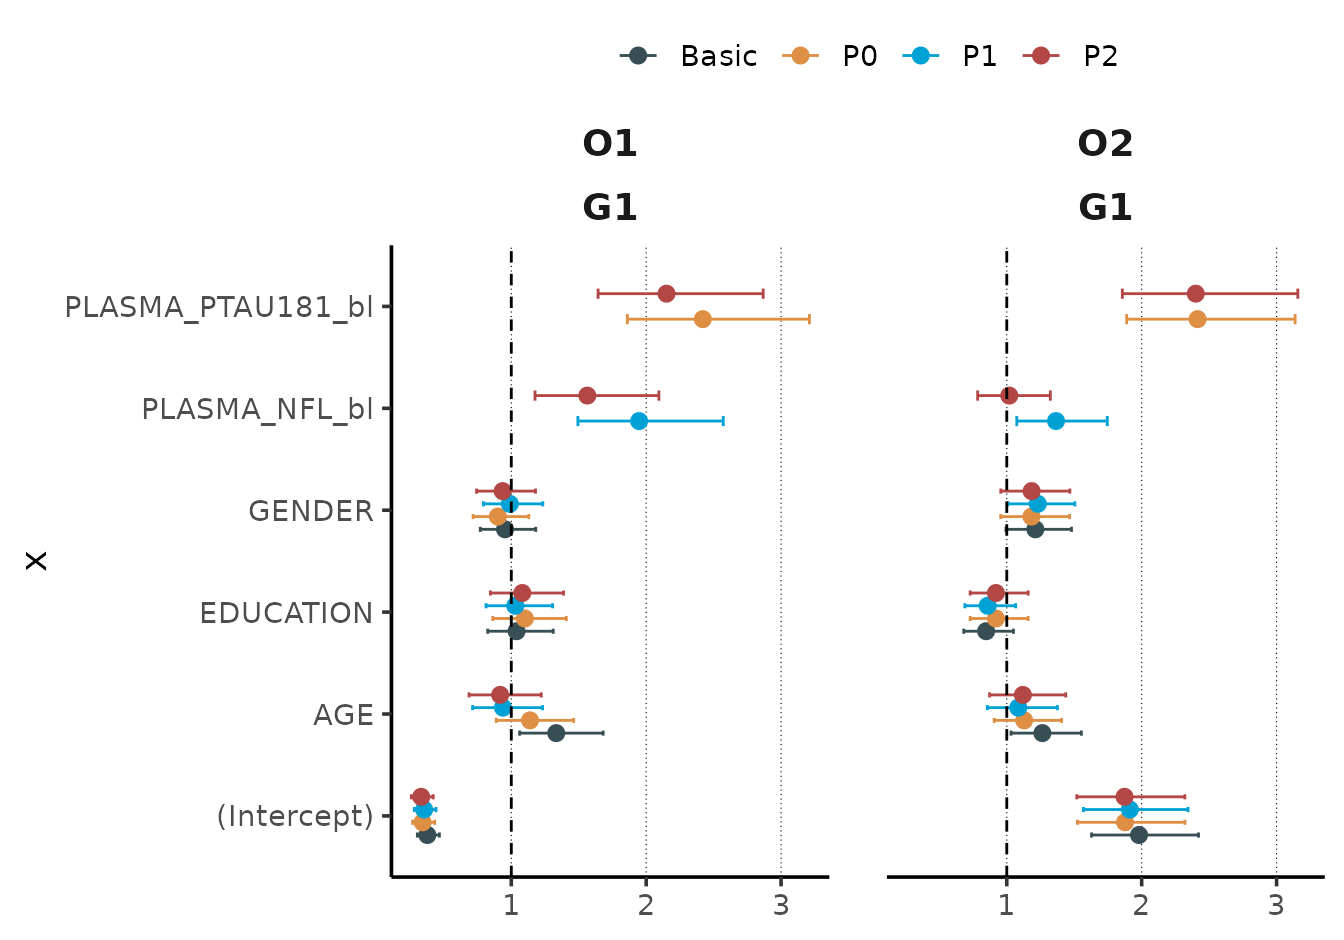 Basic P0 P1 P2
O1 O2
G1 G1
PLASMA_PTAU181_bl
PLASMA_NFL_bl
GENDER
EDUCATION
AGE
(Intercept)
x
1 2 3 1 2 3